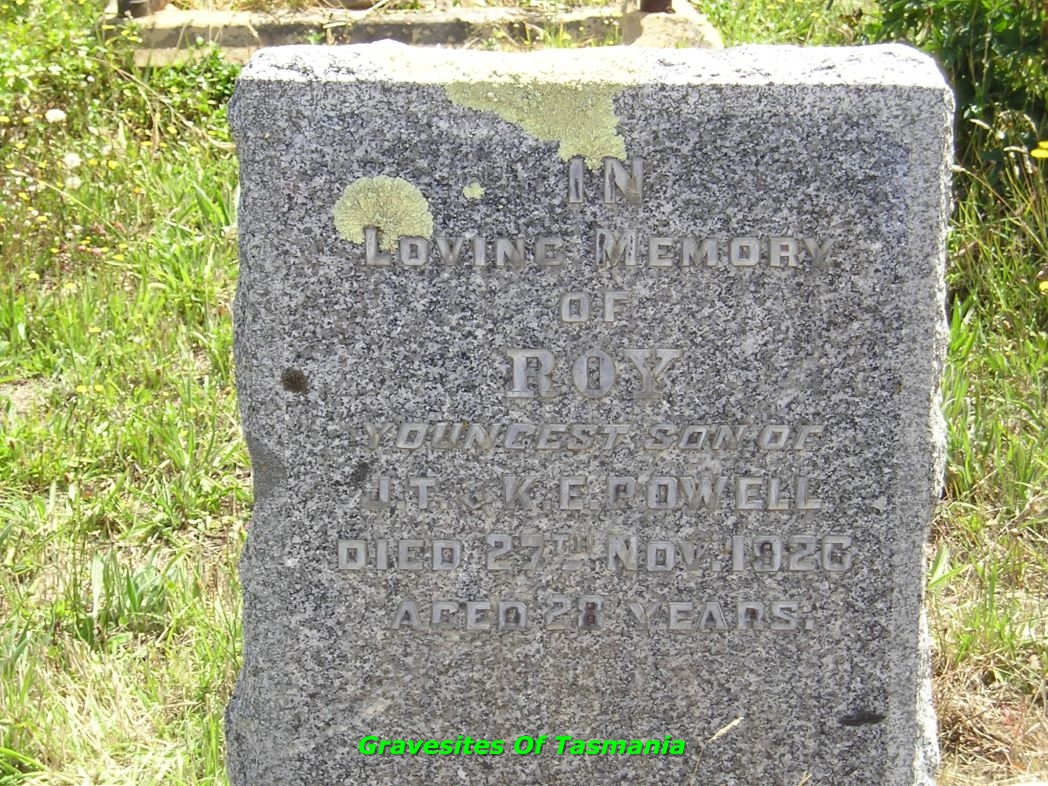 IN
LOVING MEMORY
OF
ROY
YOUNGEST SON OF
J.T. & K.E. POWELL
DIED 27TH NOV. 1926
AGED 28 YEARS.
Gravesites Of Tasmania